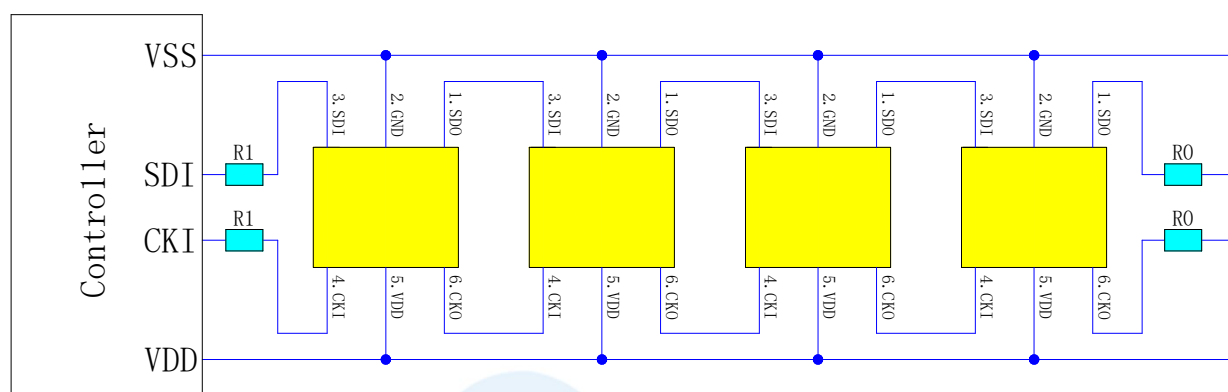 Controller
VSS
SDI
CKI
VDD
R1
R1
3.SDI
2.GND
1.SDO
4.CKI
5.VDD
6.CKO
3.SDI
2.GND
1.SDO
4.CKI
5.VDD
6.CKO
3.SDI
2.GND
1.SDO
4.CKI
5.VDD
6.CKO
3.SDI
2.GND
1.SDO
4.CKI
5.VDD
6.CKO
R0
R0